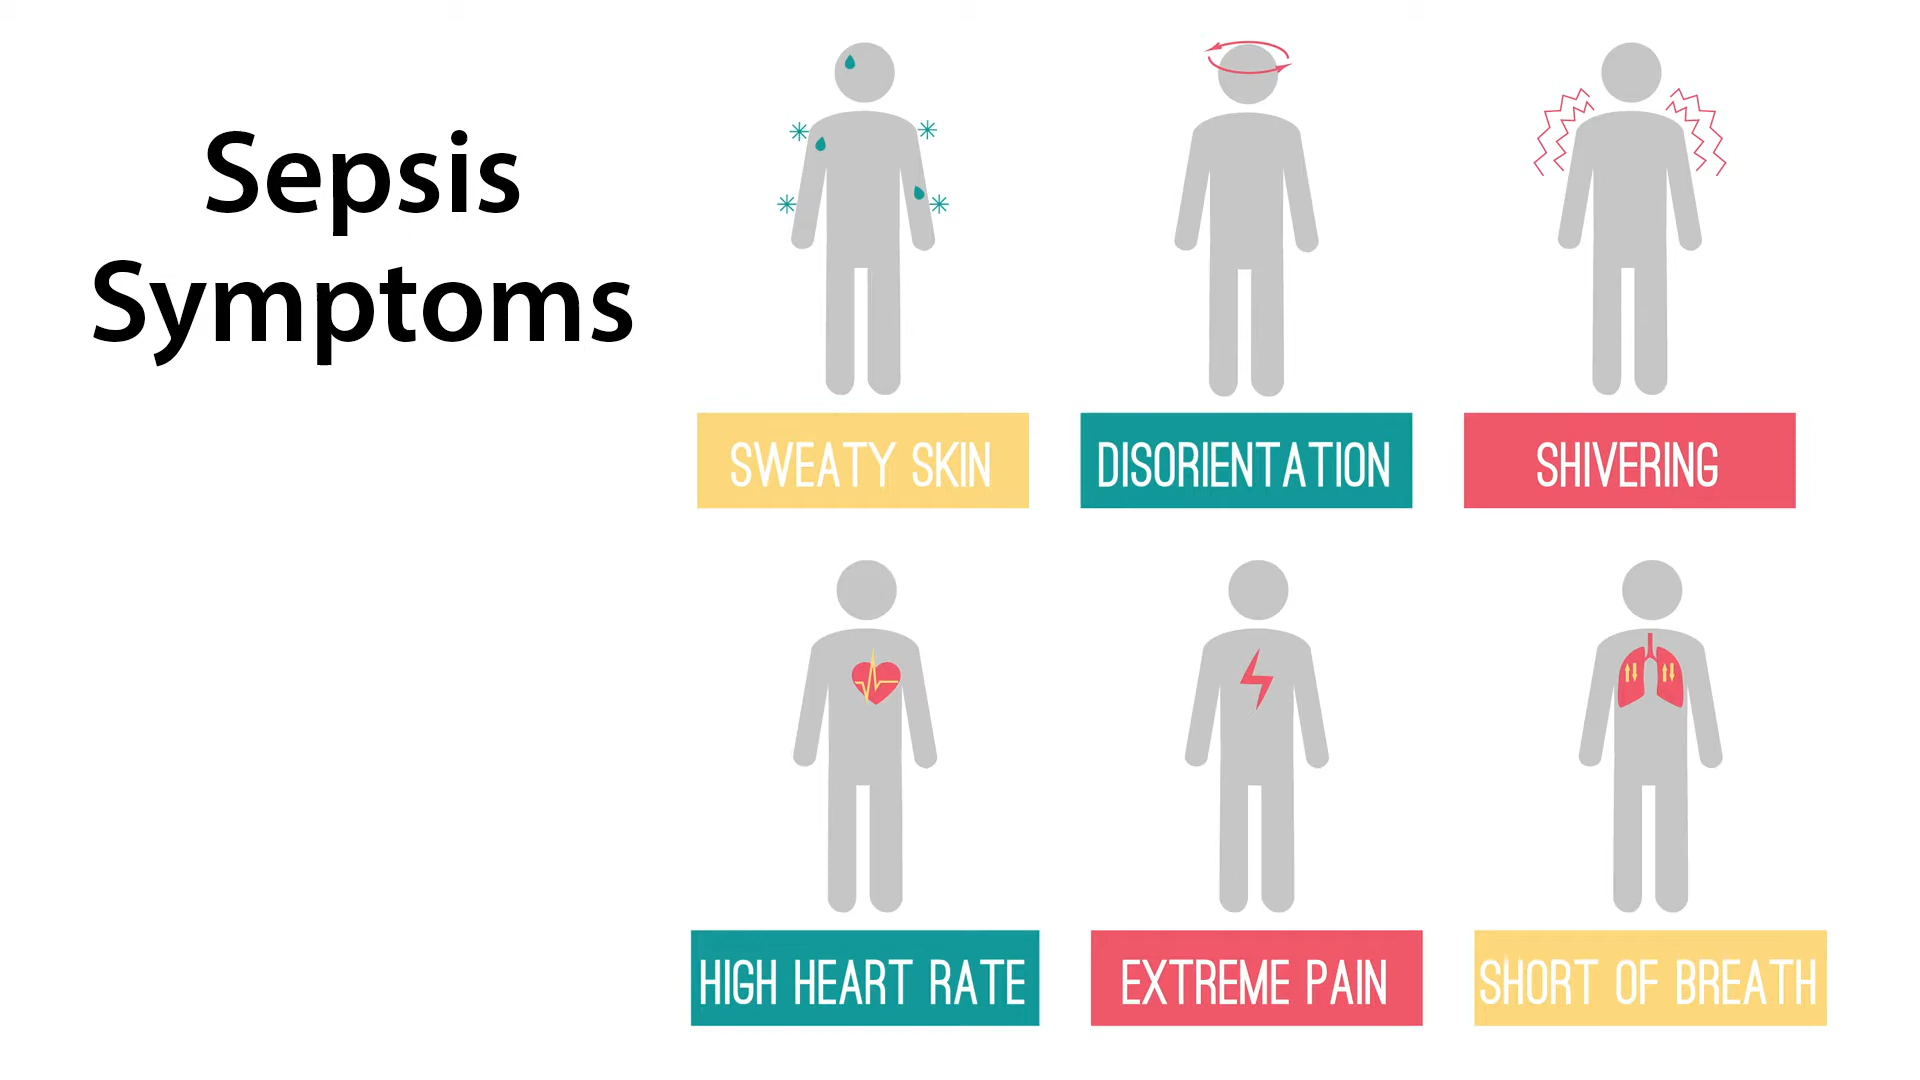 Sepsis
Symptoms
SWEATY SKIN
DISORIENTATION
SHIVERING
HIGH HEART RATE
EXTREME PAIN
SHORT OF BREATH